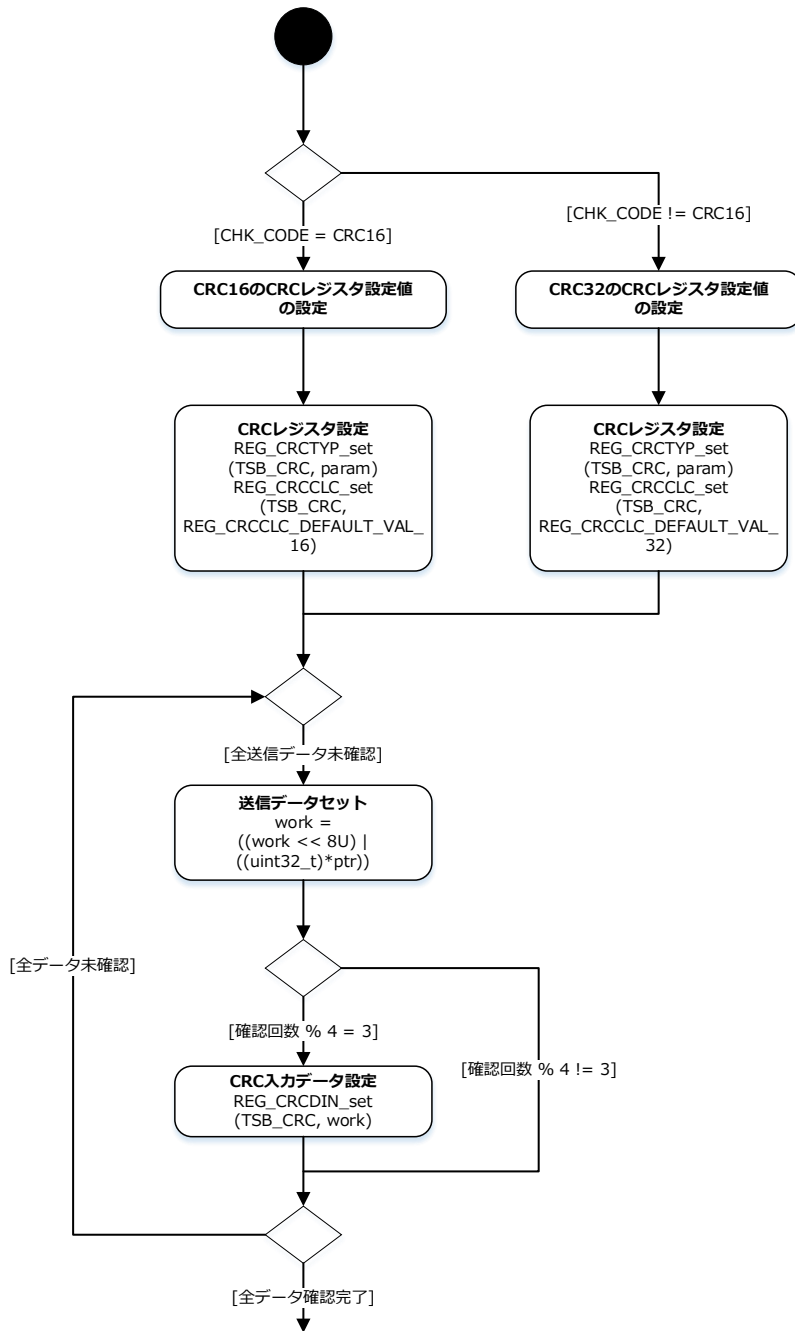 [CHK_CODE != CRC16]
[CHK_CODE = CRC16]
CRC16のCRCレジスタ設定値
の設定
CRC32のCRCレジスタ設定値
の設定
CRCレジスタ設定
REG_CRCTYP_set
(TSB_CRC, param)
REG_CRCCLC_set
(TSB_CRC,
REG_CRCCLC_DEFAULT_VAL_
16)
CRCレジスタ設定
REG_CRCTYP_set
(TSB_CRC, param)
REG_CRCCLC_set
(TSB_CRC,
REG_CRCCLC_DEFAULT_VAL_
32)
[全送信データ未確認]
送信データセット
work =
((work << 8U) |
((uint32_t)*ptr))
[全データ未確認]
[確認回数 % 4 = 3]
[確認回数 % 4 != 3]
CRC入力データ設定
REG_CRCDIN_set
(TSB_CRC, work)
[全データ確認完了]